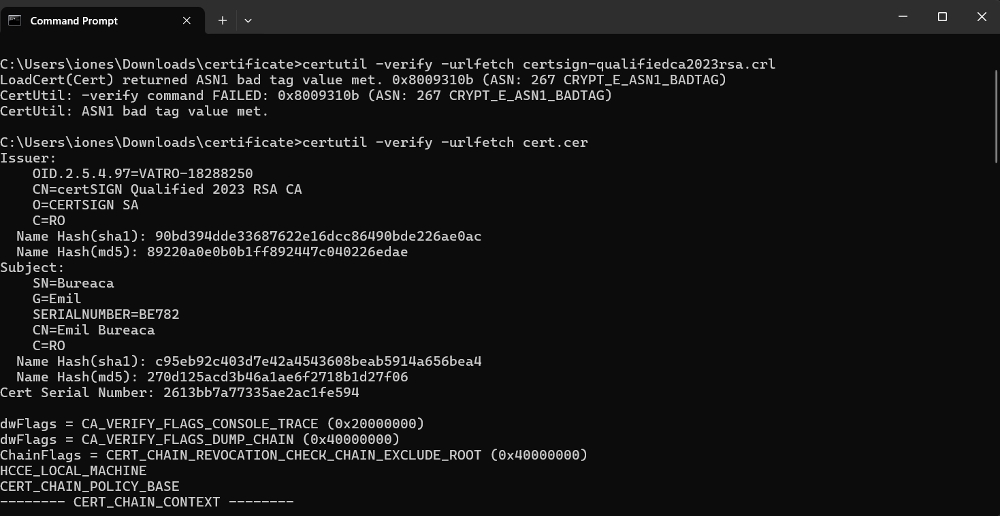 Command Prompt
C:\Users\iones\Downloads\certificate>certutil -verify -urlfetch certsign-qualifiedca2023rsa.crl
LoadCert(Cert) returned ASN1 bad tag value met. 0x8009310b (ASN: 267 CRYPT_E_ASN1_BADTAG)
CertUtil: -verify command FAILED: 0x8009310b (ASN: 267 CRYPT_E_ASN1_BADTAG)
CertUtil: ASN1 bad tag value met.
C:\Users\iones\Downloads\certificate>certutil -verify -urlfetch cert.cer
Issuer:
    OID.2.5.4.97=VATRO-18288250
    CN=certSIGN Qualified 2023 RSA CA
    O=CERTSIGN SA
    C=RO
  Name Hash(sha1): 90bd394dde33687622e16dcc86490bde226ae0ac
  Name Hash(md5): 89220a0e0b0b1ff892447c040226edae
Subject:
    SN=Bureaca
    G=Emil
    SERIALNUMBER=BE782
    CN=Emil Bureaca
    C=RO
  Name Hash(sha1): c95eb92c403d7e42a4543608beab5914a656bea4
  Name Hash(md5): 270d125acd3b46a1ae6f2718b1d27f06
Cert Serial Number: 2613bb7a77335ae2ac1fe594
dwFlags = CA_VERIFY_FLAGS_CONSOLE_TRACE (0x20000000)
dwFlags = CA_VERIFY_FLAGS_DUMP_CHAIN (0x40000000)
ChainFlags = CERT_CHAIN_REVOCATION_CHECK_CHAIN_EXCLUDE_ROOT (0x40000000)
HCCE_LOCAL_MACHINE
CERT_CHAIN_POLICY_BASE
-------- CERT_CHAIN_CONTEXT --------